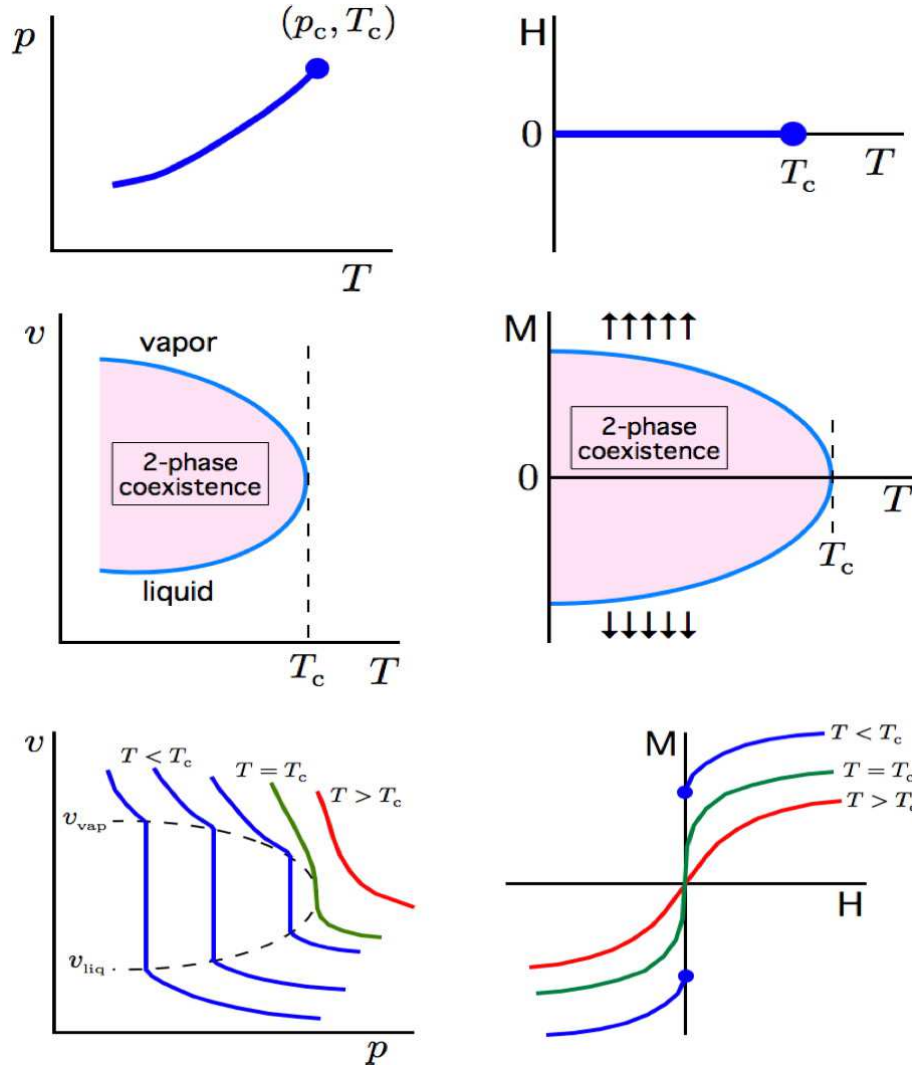 p
(p_c, T_c)
T
H
0
T_c
T
v
vapor
2-phase
coexistence
liquid
T_c
T
M
↑↑↑↑↑
2-phase
coexistence
0
T
T_c
↓↓↓↓↓
v
T < T_c
T = T_c
T > T_c
v_vap
v_liq
p
M
T < T_c
T = T_c
T > T_c
H